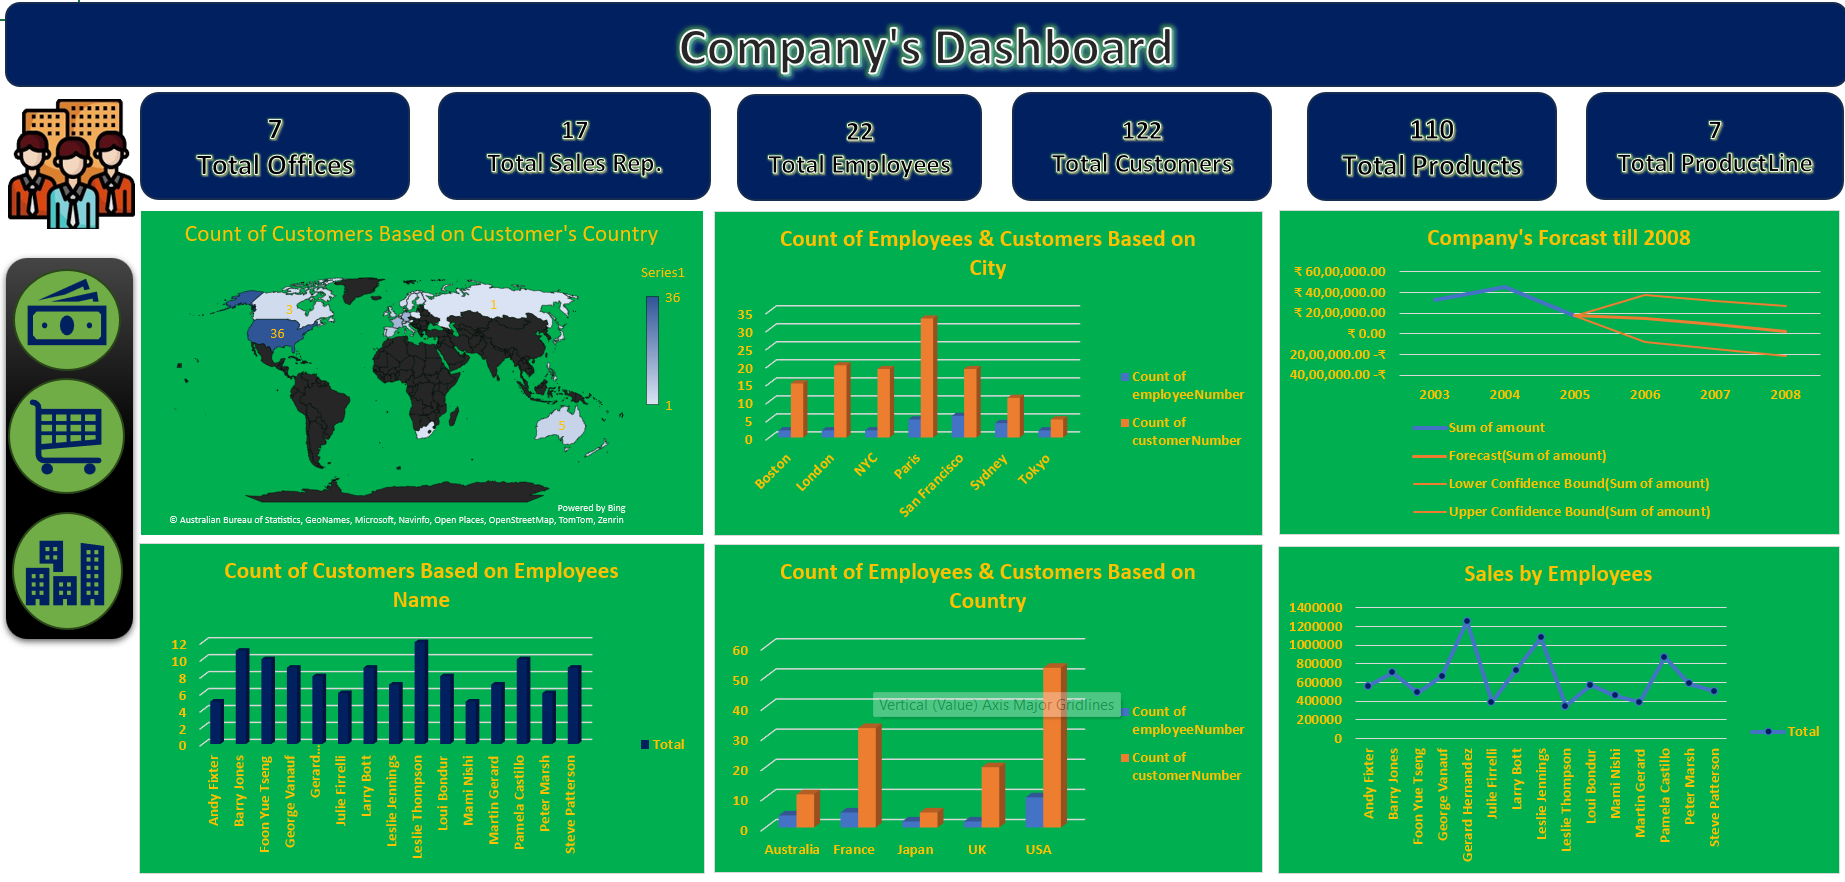 Company's Dashboard
7
Total Offices
17
Total Sales Rep.
22
Total Employees
122
Total Customers
110
Total Products
7
Total ProductLine
Count of Customers Based on Customer's Country
Series1
36
1
3
36
1
5
Powered by Bing
© Australian Bureau of Statistics, GeoNames, Microsoft, Navinfo, Open Places, OpenStreetMap, TomTom, Zenrin
Count of Employees & Customers Based on
City
35
30
25
20
15
10
5
0
Boston
London
NYC
Paris
San Francisco
Sydney
Tokyo
Count of
employeeNumber
Count of
customerNumber
Company's Forcast till 2008
₹ 60,00,000.00
₹ 40,00,000.00
₹ 20,00,000.00
₹ 0.00
20,00,000.00 -₹
40,00,000.00 -₹
2003 2004 2005 2006 2007 2008
Sum of amount
Forecast(Sum of amount)
Lower Confidence Bound(Sum of amount)
Upper Confidence Bound(Sum of amount)
Count of Customers Based on Employees
Name
12
10
8
6
4
2
0
Andy Fixter
Barry Jones
Foon Yue Tseng
George Vanauf
Gerard...
Julie Firrelli
Larry Bott
Leslie Jennings
Leslie Thompson
Loui Bondur
Mami Nishi
Martin Gerard
Pamela Castillo
Peter Marsh
Steve Patterson
Total
Count of Employees & Customers Based on
Country
60
50
40
30
20
10
0
Australia France Japan UK USA
Vertical (Value) Axis Major Gridlines
Count of
employeeNumber
Count of
customerNumber
Sales by Employees
1400000
1200000
1000000
800000
600000
400000
200000
0
Andy Fixter
Barry Jones
Foon Yue Tseng
George Vanauf
Gerard Hernandez
Julie Firrelli
Larry Bott
Leslie Jennings
Leslie Thompson
Loui Bondur
Mami Nishi
Martin Gerard
Pamela Castillo
Peter Marsh
Steve Patterson
Total